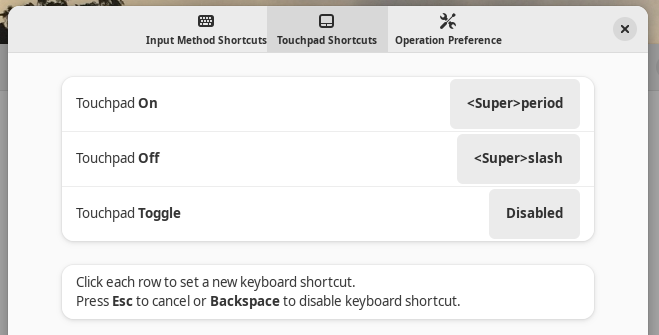 Input Method Shortcuts Touchpad Shortcuts Operation Preference
Touchpad On <Super>period
Touchpad Off <Super>slash
Touchpad Toggle Disabled
Click each row to set a new keyboard shortcut.
Press Esc to cancel or Backspace to disable keyboard shortcut.